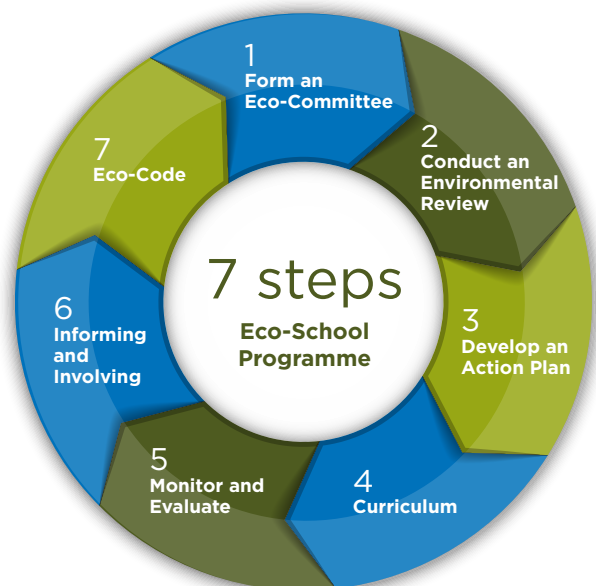 7 steps
Eco-School
Programme
1
Form an
Eco-Committee
2
Conduct an
Environmental
Review
3
Develop an
Action Plan
4
Curriculum
5
Monitor and
Evaluate
6
Informing
and
Involving
7
Eco-Code